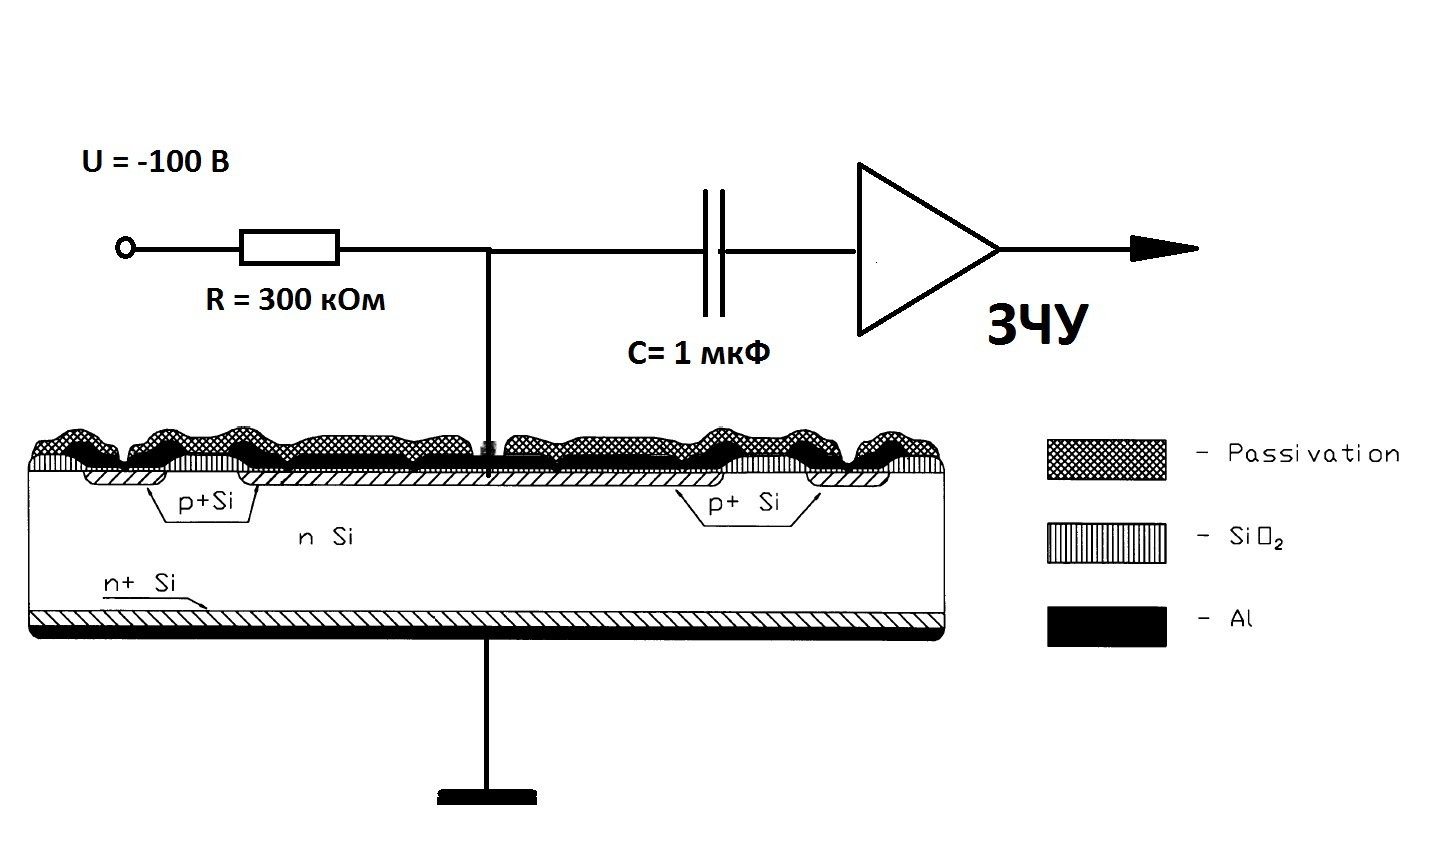 U = -100 В
R = 300 кОм
C= 1 мкФ
ЗЧУ
- Passivation
p+Si
p+ Si
n Si
- SiO₂
n+ Si
- Al